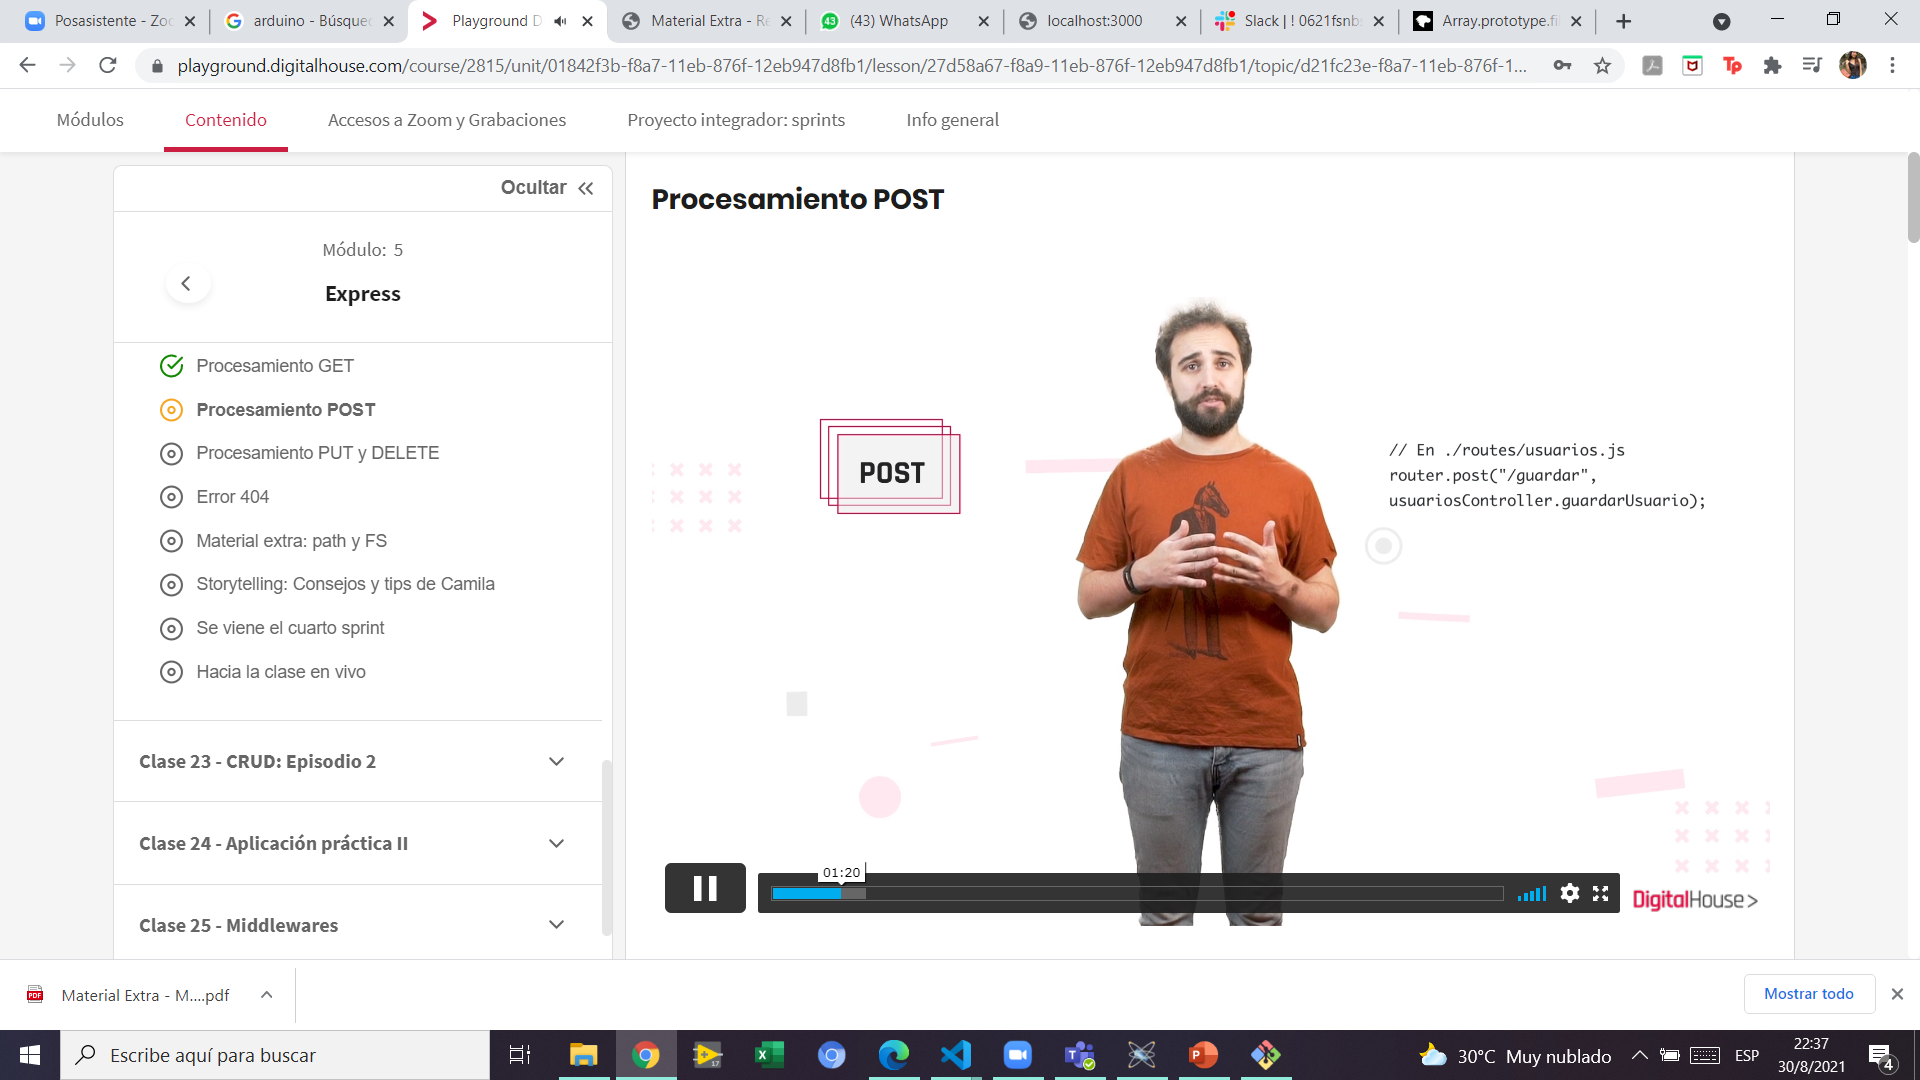 Posasistente - Zoo
arduino - Búsqued
Playground D
Material Extra - Re
(43) WhatsApp
localhost:3000
Slack | ! 0621fsnb
Array.prototype.fil
playground.digitalhouse.com/course/2815/unit/01842f3b-f8a7-11eb-876f-12eb947d8fb1/lesson/27d58a67-f8a9-11eb-876f-12eb947d8fb1/topic/d21fc23e-f8a7-11eb-876f-1...
Módulos
Contenido
Accesos a Zoom y Grabaciones
Proyecto integrador: sprints
Info general
Ocultar
Módulo: 5
Express
Procesamiento GET
Procesamiento POST
Procesamiento PUT y DELETE
Error 404
Material extra: path y FS
Storytelling: Consejos y tips de Camila
Se viene el cuarto sprint
Hacia la clase en vivo
Clase 23 - CRUD: Episodio 2
Clase 24 - Aplicación práctica II
Clase 25 - Middlewares
Procesamiento POST
POST
// En ./routes/usuarios.js
router.post("/guardar",
usuariosController.guardarUsuario);
01:20
DigitalHouse>
Material Extra - M....pdf
Mostrar todo
Escribe aquí para buscar
30°C Muy nublado
ESP
22:37
30/8/2021
4